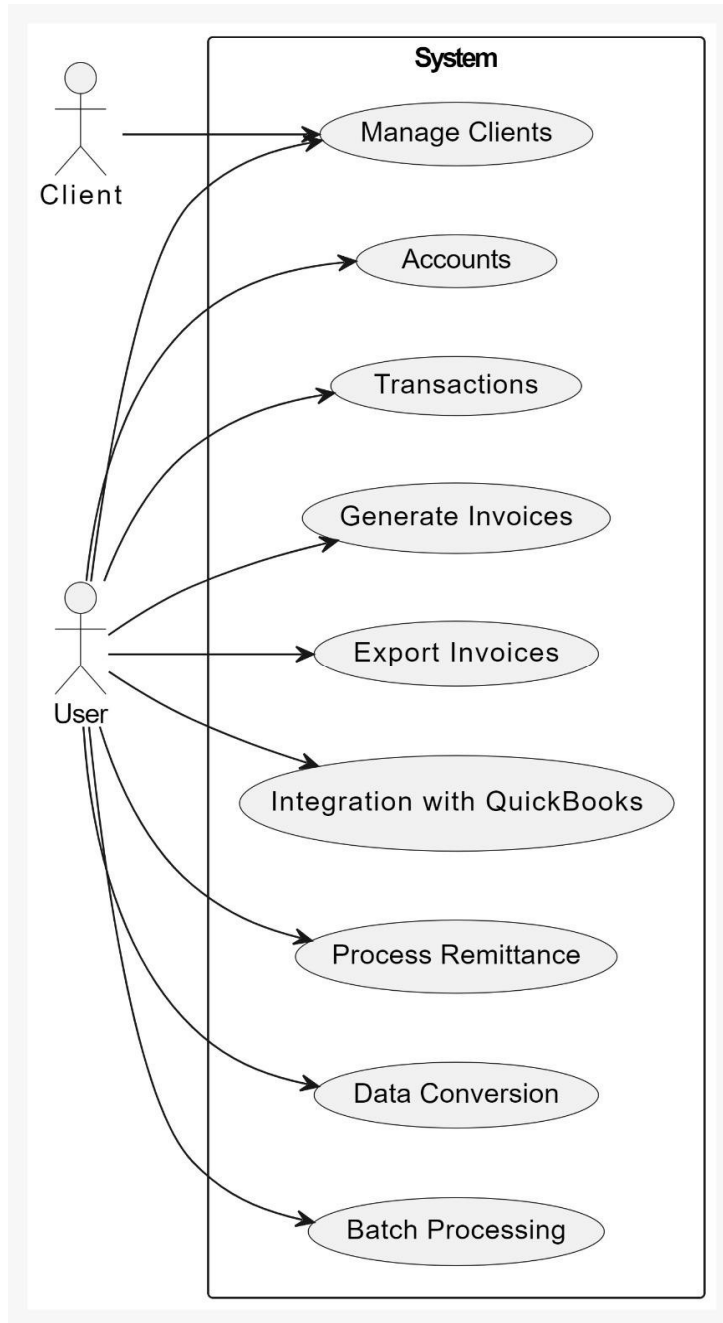 System
Manage Clients
Client
Accounts
Transactions
Generate Invoices
Export Invoices
User
Integration with QuickBooks
Process Remittance
Data Conversion
Batch Processing